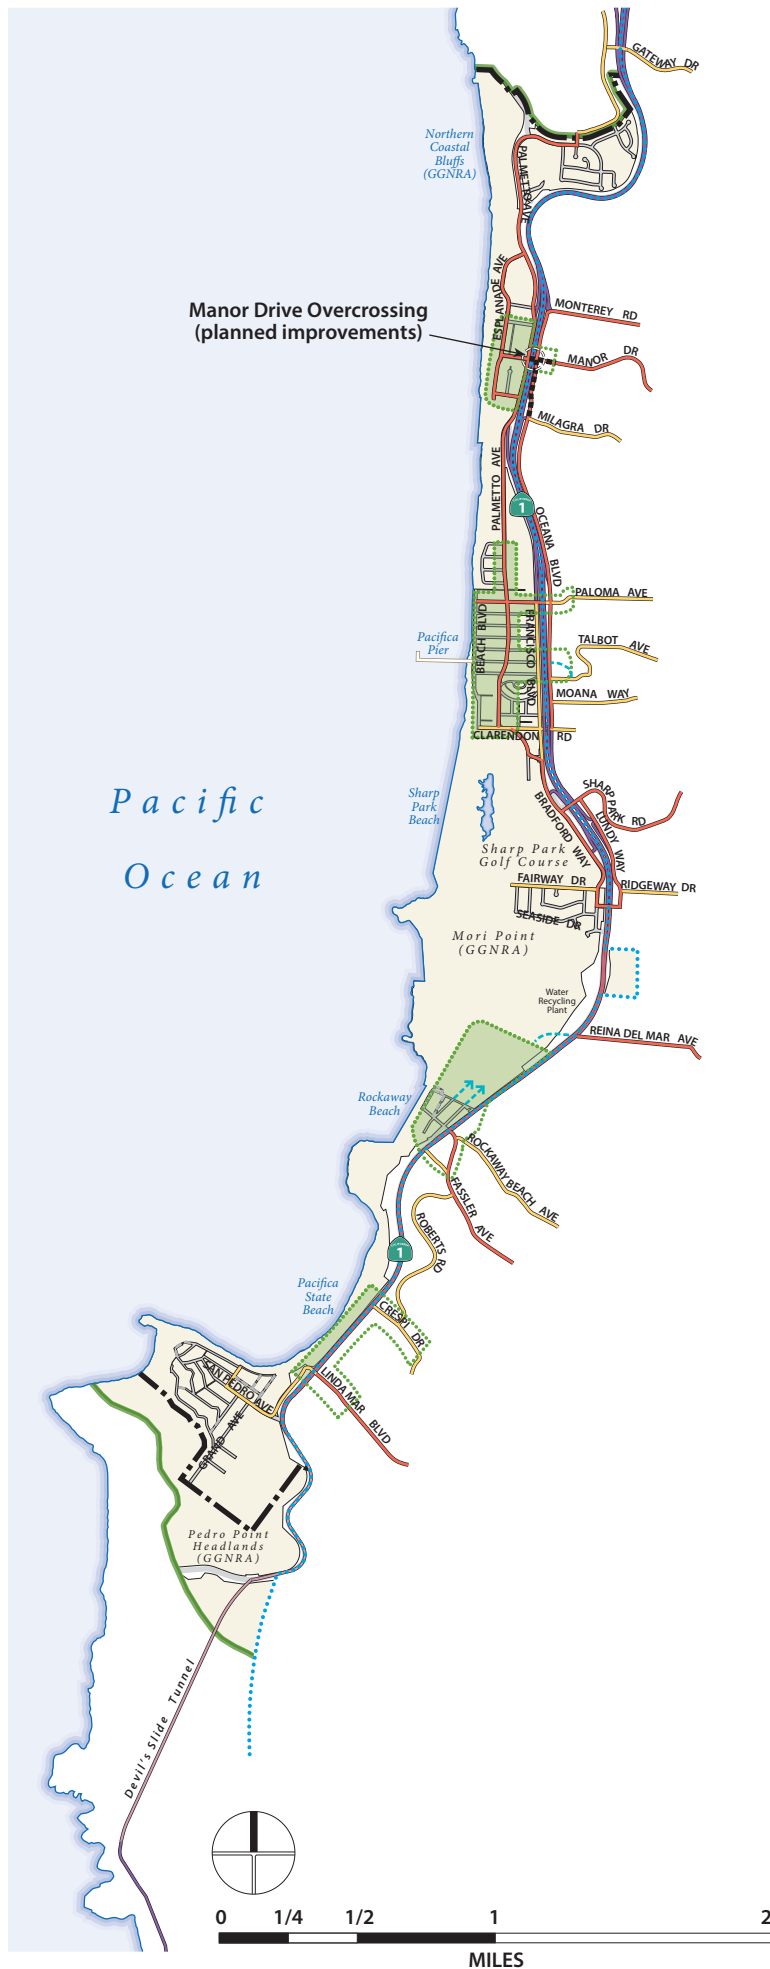 GATEWAY DR
Northern
Coastal
Bluffs
(GGNRA)
PALMETTO AVE
ESPLANADE AVE
MONTEREY RD
Manor Drive Overcrossing
(planned improvements)
MANOR DR
MILAGRA DR
PALMETTO AVE
1
OCEANA BLVD
PALOMA AVE
BEACH BLVD
FRANCISCO BLVD
Pacifica
Pier
TALBOT AVE
MOANA WAY
CLARENDON RD
Pacific
Ocean
Sharp
Park
Beach
SHARP PARK RD
BRADFORD WAY
LUNDY WAY
Sharp Park
Golf Course
FAIRWAY DR
RIDGEWAY DR
SEASIDE DR
Mori Point
(GGNRA)
Water
Recycling
Plant
REINA DEL MAR AVE
Rockaway
Beach
ROCKAWAY BEACH AVE
FASSLER AVE
ROBERTS RD
1
Pacifica
State
Beach
CRESPI DR
SAN PEDRO AVE
LINDA MAR BLVD
GRAND AVE
Pedro Point
Headlands
(GGNRA)
Devil's Slide Tunnel
0 1/4 1/2 1 2
MILES